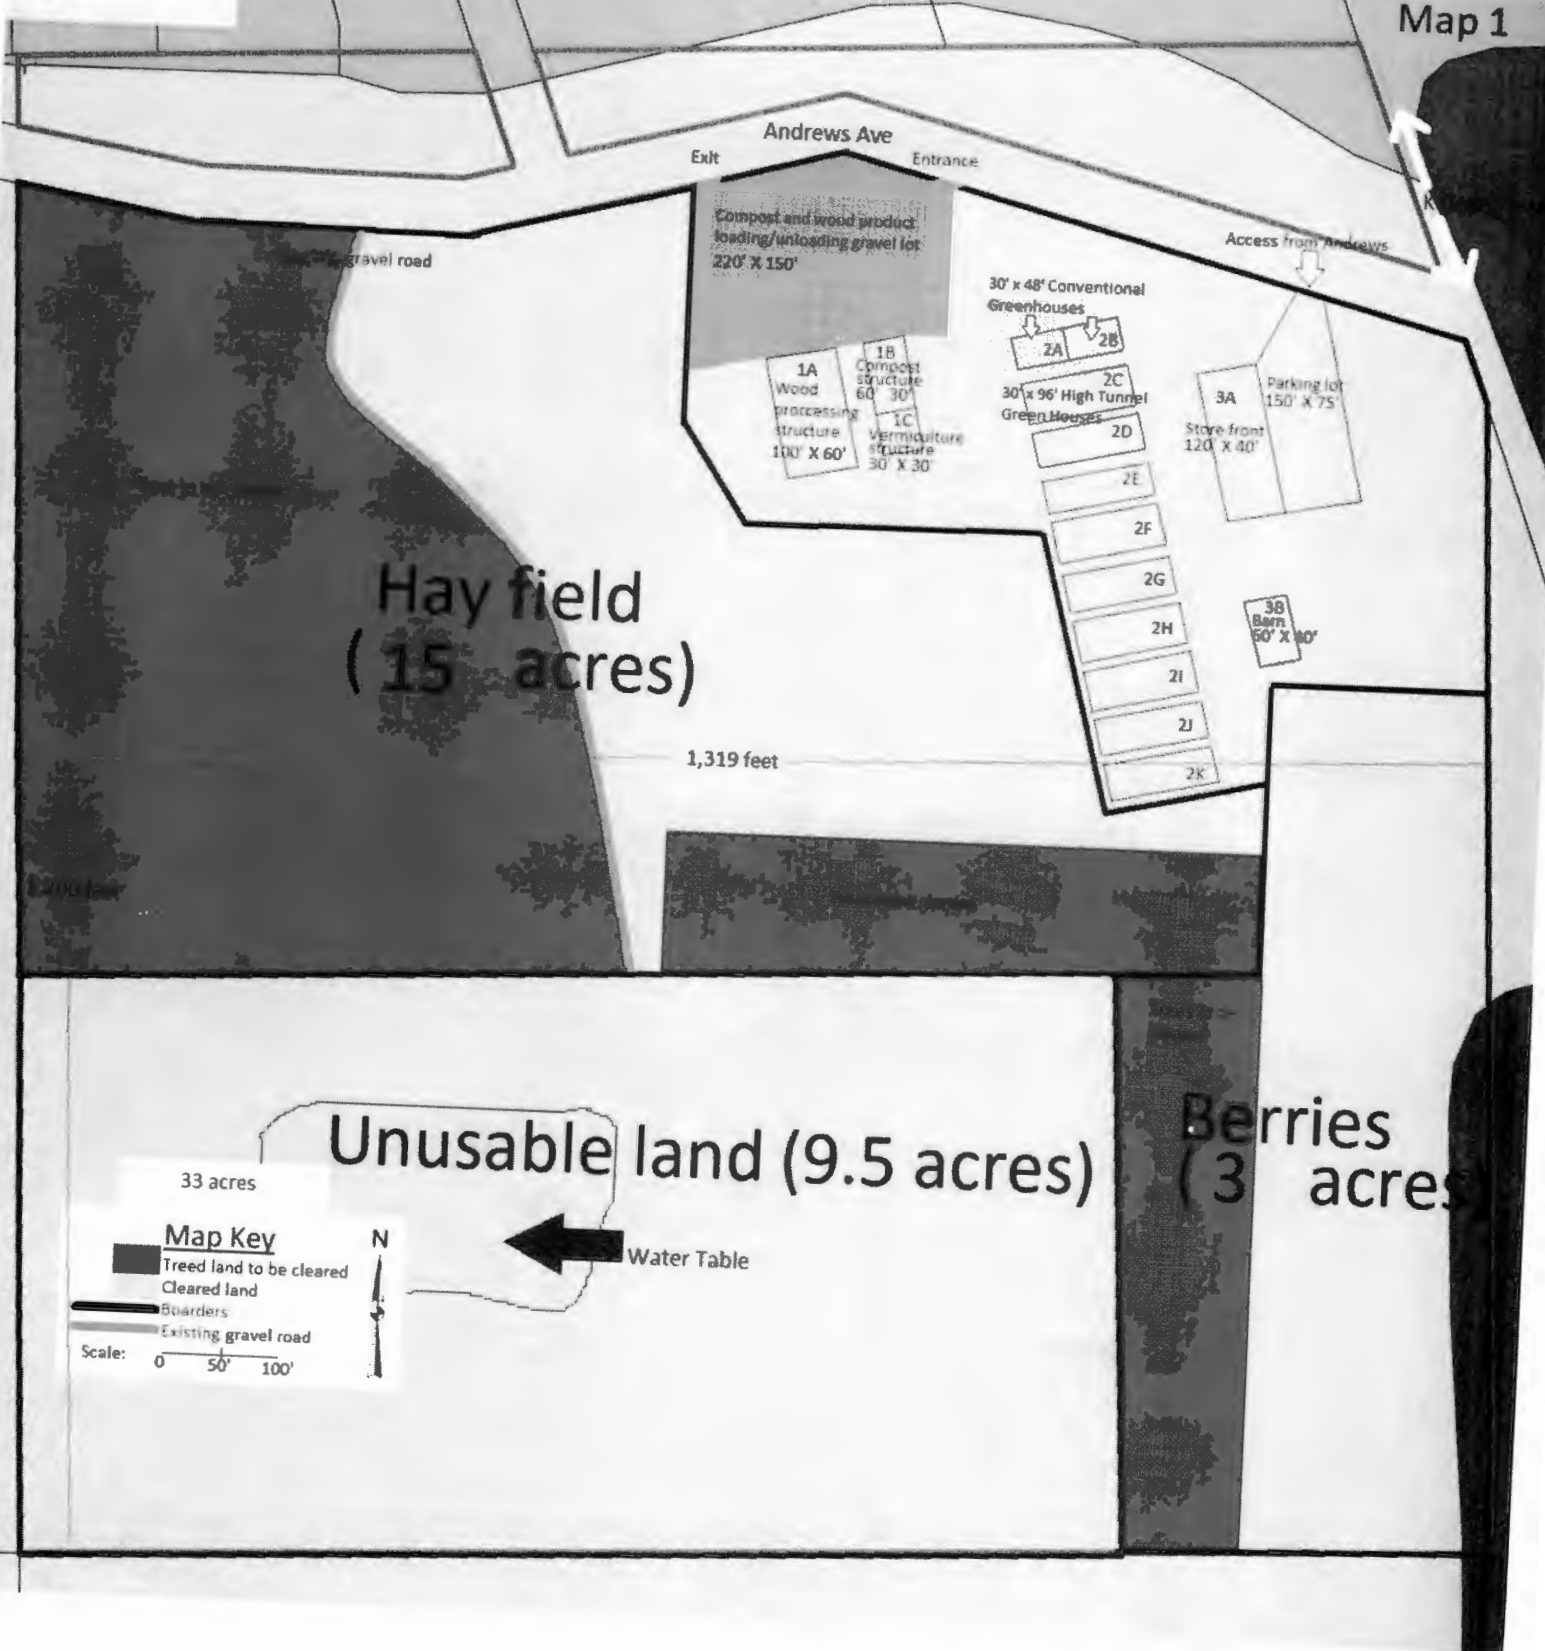 Map 1
Andrews Ave
Exit
Entrance
Compost and wood product
loading/unloading gravel lot
220' X 150'
gravel road
Access from Andrews
30' x 48' Conventional
Greenhouses
2A
2B
2C
30' x 96' High Tunnel
Green Houses
2D
2E
2F
2G
2H
2I
2J
2K
1A
Wood
proccessing
structure
100' X 60'
1B
Compost
structure
60 30'
1C
Vermiculture
structure
30' X 30'
3A
Store front
120' X 40'
Parking lot
150' X 75'
3B
Barn
Hay field
( 15 acres)
1,319 feet
Unusable land (9.5 acres)
Berries
( 3 acres)
33 acres
Map Key
Treed land to be cleared
Cleared land
Boarders
Existing gravel road
Scale:
0 50' 100'
N
Water Table